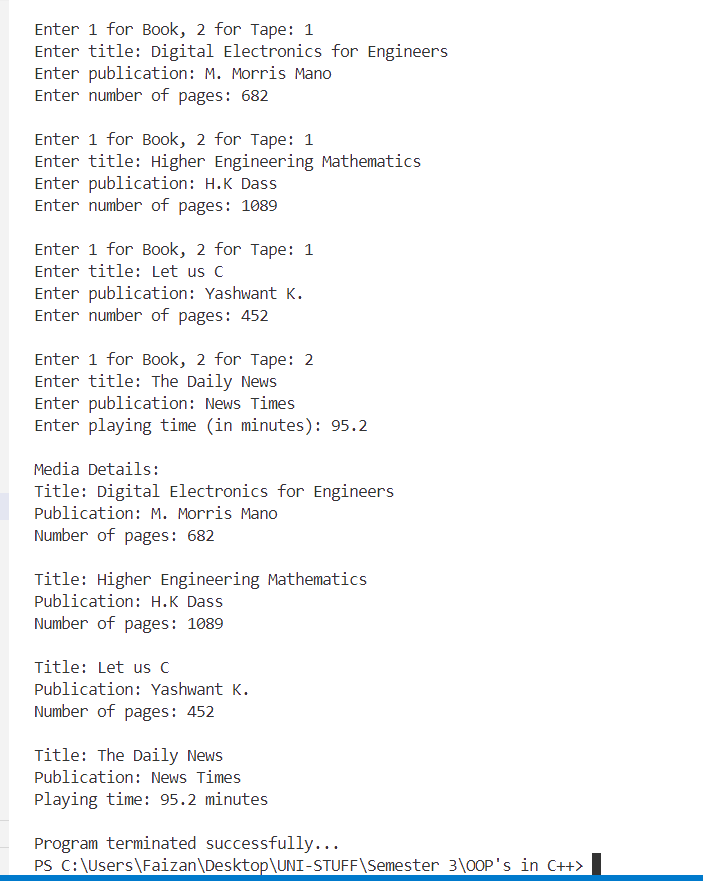 Enter 1 for Book, 2 for Tape: 1
Enter title: Digital Electronics for Engineers
Enter publication: M. Morris Mano
Enter number of pages: 682

Enter 1 for Book, 2 for Tape: 1
Enter title: Higher Engineering Mathematics
Enter publication: H.K Dass
Enter number of pages: 1089

Enter 1 for Book, 2 for Tape: 1
Enter title: Let us C
Enter publication: Yashwant K.
Enter number of pages: 452

Enter 1 for Book, 2 for Tape: 2
Enter title: The Daily News
Enter publication: News Times
Enter playing time (in minutes): 95.2

Media Details:
Title: Digital Electronics for Engineers
Publication: M. Morris Mano
Number of pages: 682

Title: Higher Engineering Mathematics
Publication: H.K Dass
Number of pages: 1089

Title: Let us C
Publication: Yashwant K.
Number of pages: 452

Title: The Daily News
Publication: News Times
Playing time: 95.2 minutes

Program terminated successfully...
PS C:\Users\Faizan\Desktop\UNI-STUFF\Semester 3\OOP's in C++>